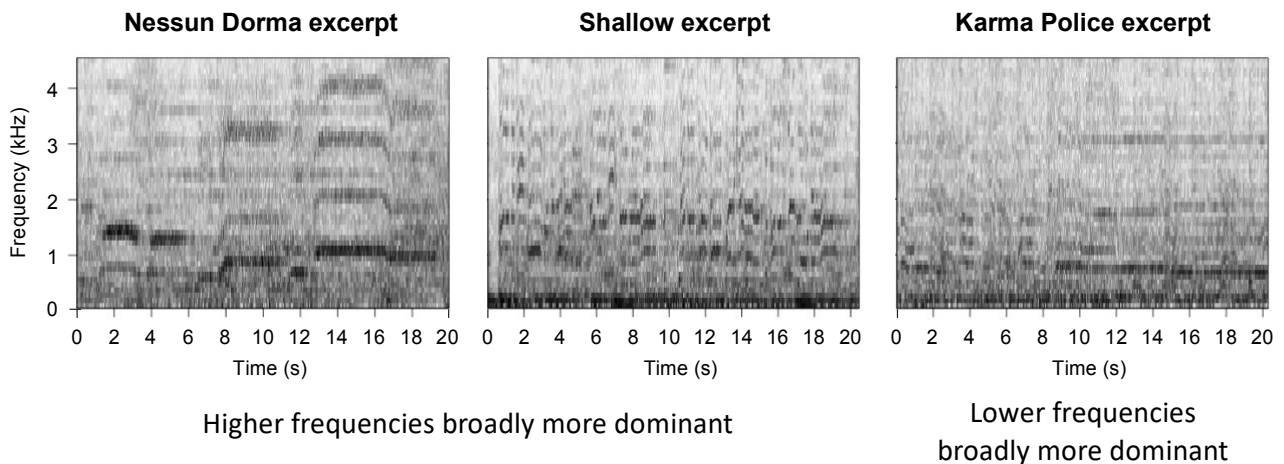 Nessun Dorma excerpt
Shallow excerpt
Karma Police excerpt
Frequency (kHz)
4
3
2
1
0
0 2 4 6 8 10 12 14 16 18 20
0 2 4 6 8 10 12 14 16 18 20
0 2 4 6 8 10 12 14 16 18 20
Time (s)
Time (s)
Time (s)
Higher frequencies broadly more dominant
Lower frequencies
broadly more dominant